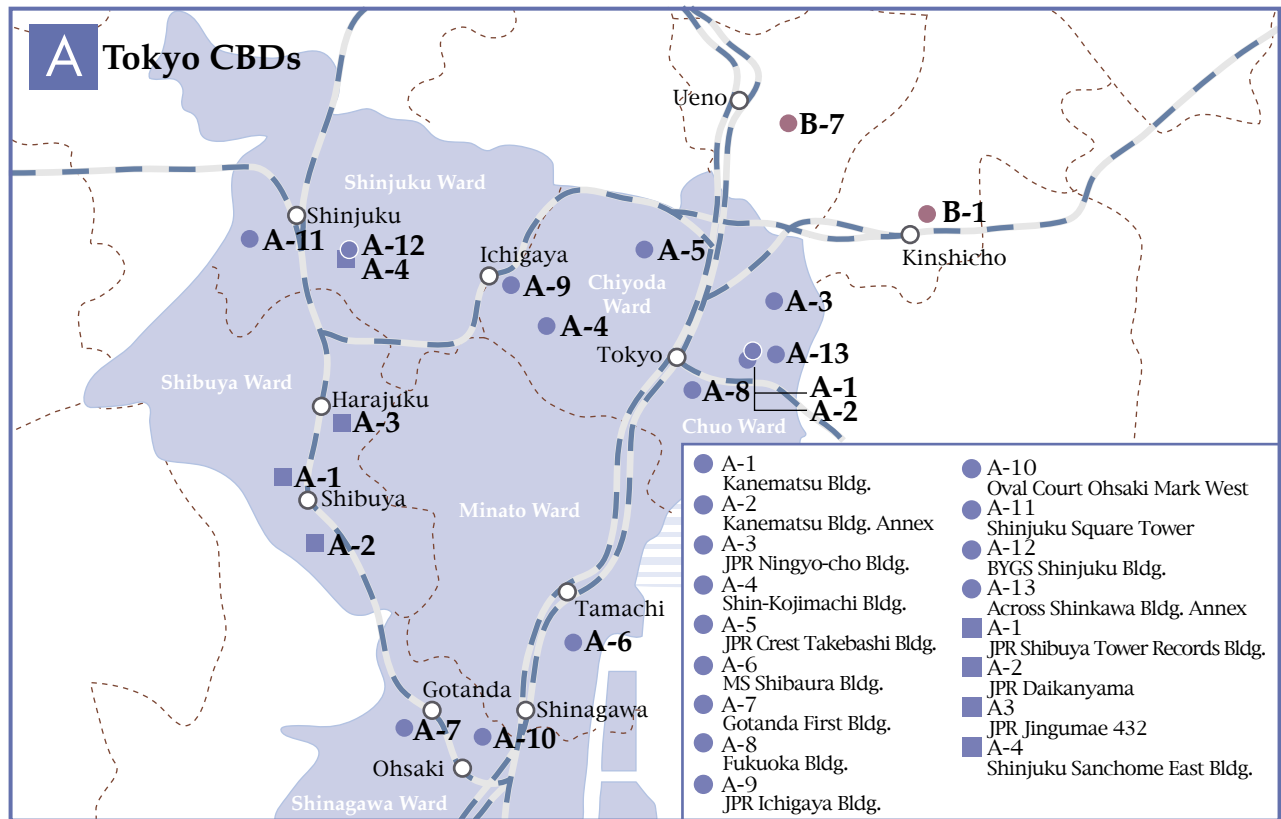 A Tokyo CBDs
Ueno
B-7
Shinjuku Ward
B-1
Shinjuku
A-11
A-12
A-4
Ichigaya
A-9
A-5
Kinshicho
Chiyoda
Ward
A-3
A-4
Tokyo
A-13
Shibuya Ward
A-8
A-1
A-2
Harajuku
A-3
Chuo Ward
A-1
Shibuya
Minato Ward
A-2
Tamachi
A-6
Gotanda
Shinagawa
A-7
A-10
Ohsaki
Shinagawa Ward
A-1
Kanematsu Bldg.
A-2
Kanematsu Bldg. Annex
A-3
JPR Ningyo-cho Bldg.
A-4
Shin-Kojimachi Bldg.
A-5
JPR Crest Takebashi Bldg.
A-6
MS Shibaura Bldg.
A-7
Gotanda First Bldg.
A-8
Fukuoka Bldg.
A-9
JPR Ichigaya Bldg.
A-10
Oval Court Ohsaki Mark West
A-11
Shinjuku Square Tower
A-12
BYGS Shinjuku Bldg.
A-13
Across Shinkawa Bldg. Annex
A-1
JPR Shibuya Tower Records Bldg.
A-2
JPR Daikanyama
A3
JPR Jingumae 432
A-4
Shinjuku Sanchome East Bldg.